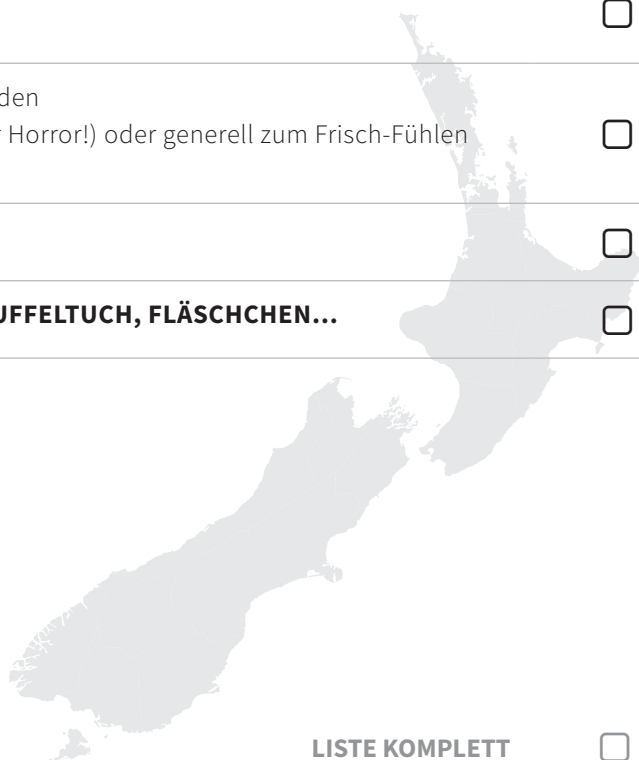 den
Horror!) oder generell zum Frisch-Fühlen
UFFELTUCH, FLÄSCHCHEN...
LISTE KOMPLETT